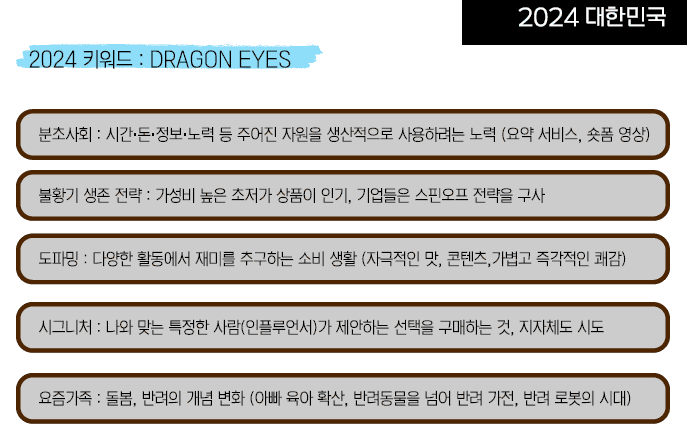 2024 대한민국
2024 키워드 : DRAGON EYES
분초사회 : 시간·돈·정보·노력 등 주어진 자원을 생산적으로 사용하려는 노력 (요약 서비스, 숏폼 영상)
불황기 생존 전략 : 가성비 높은 초저가 상품이 인기, 기업들은 스핀오프 전략을 구사
도파밍 : 다양한 활동에서 재미를 추구하는 소비 생활 (자극적인 맛, 콘텐츠,가볍고 즉각적인 쾌감)
시그니처 : 나와 맞는 특정한 사람(인플루언서)가 제안하는 선택을 구매하는 것, 지자체도 시도
요즘가족 : 돌봄, 반려의 개념 변화 (아빠 육아 확산, 반려동물을 넘어 반려 가전, 반려 로봇의 시대)